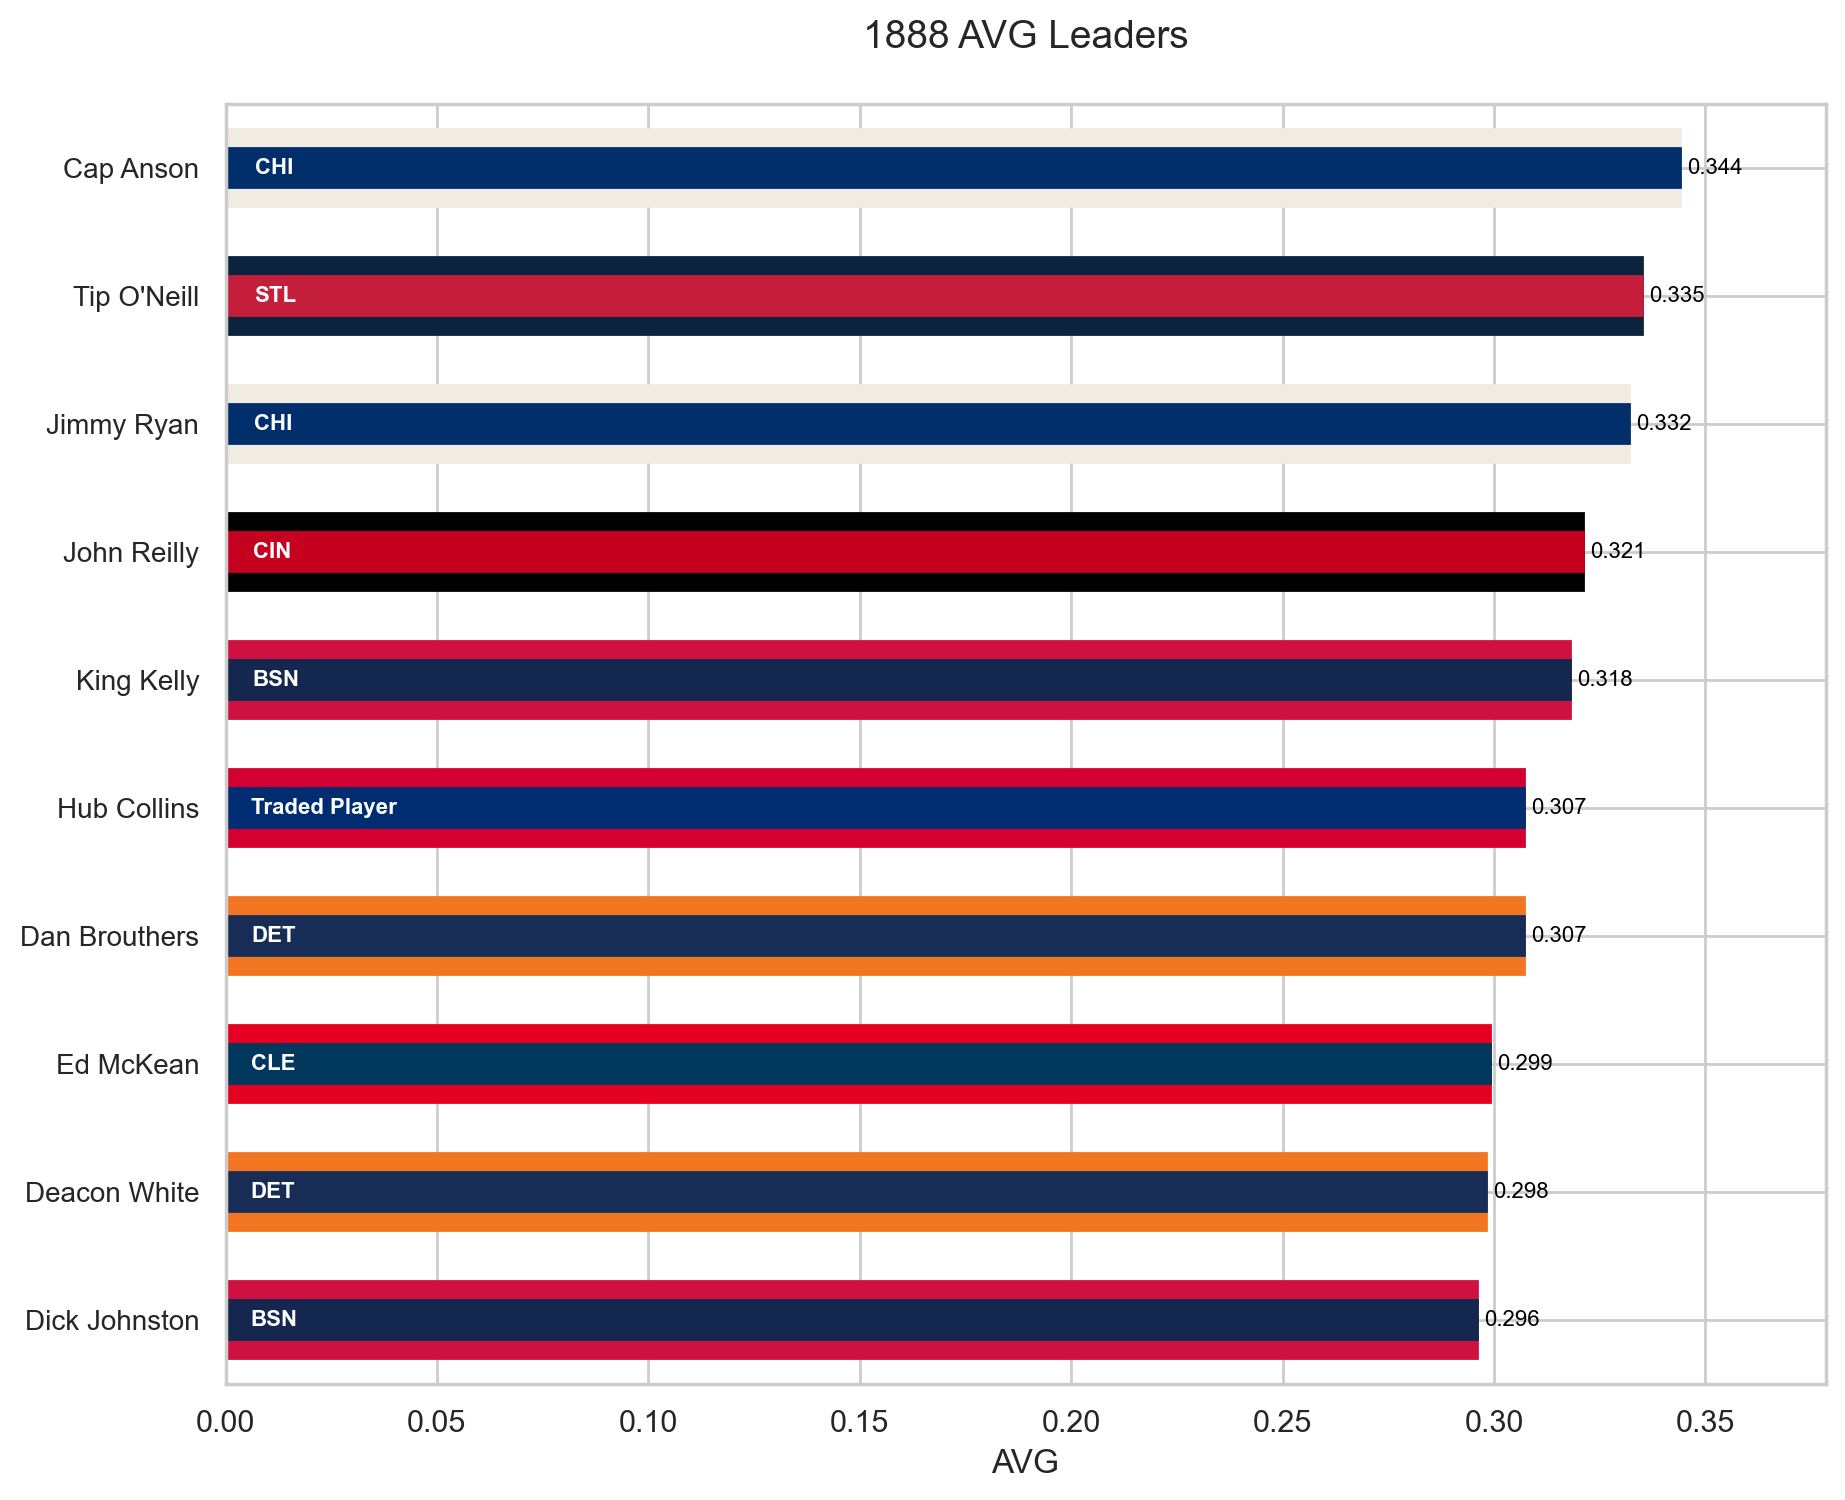 1888 AVG Leaders
Cap Anson CHI 0.344
Tip O'Neill STL 0.335
Jimmy Ryan CHI 0.332
John Reilly CIN 0.321
King Kelly BSN 0.318
Hub Collins Traded Player 0.307
Dan Brouthers DET 0.307
Ed McKean CLE 0.299
Deacon White DET 0.298
Dick Johnston BSN 0.296
0.00 0.05 0.10 0.15 0.20 0.25 0.30 0.35
AVG